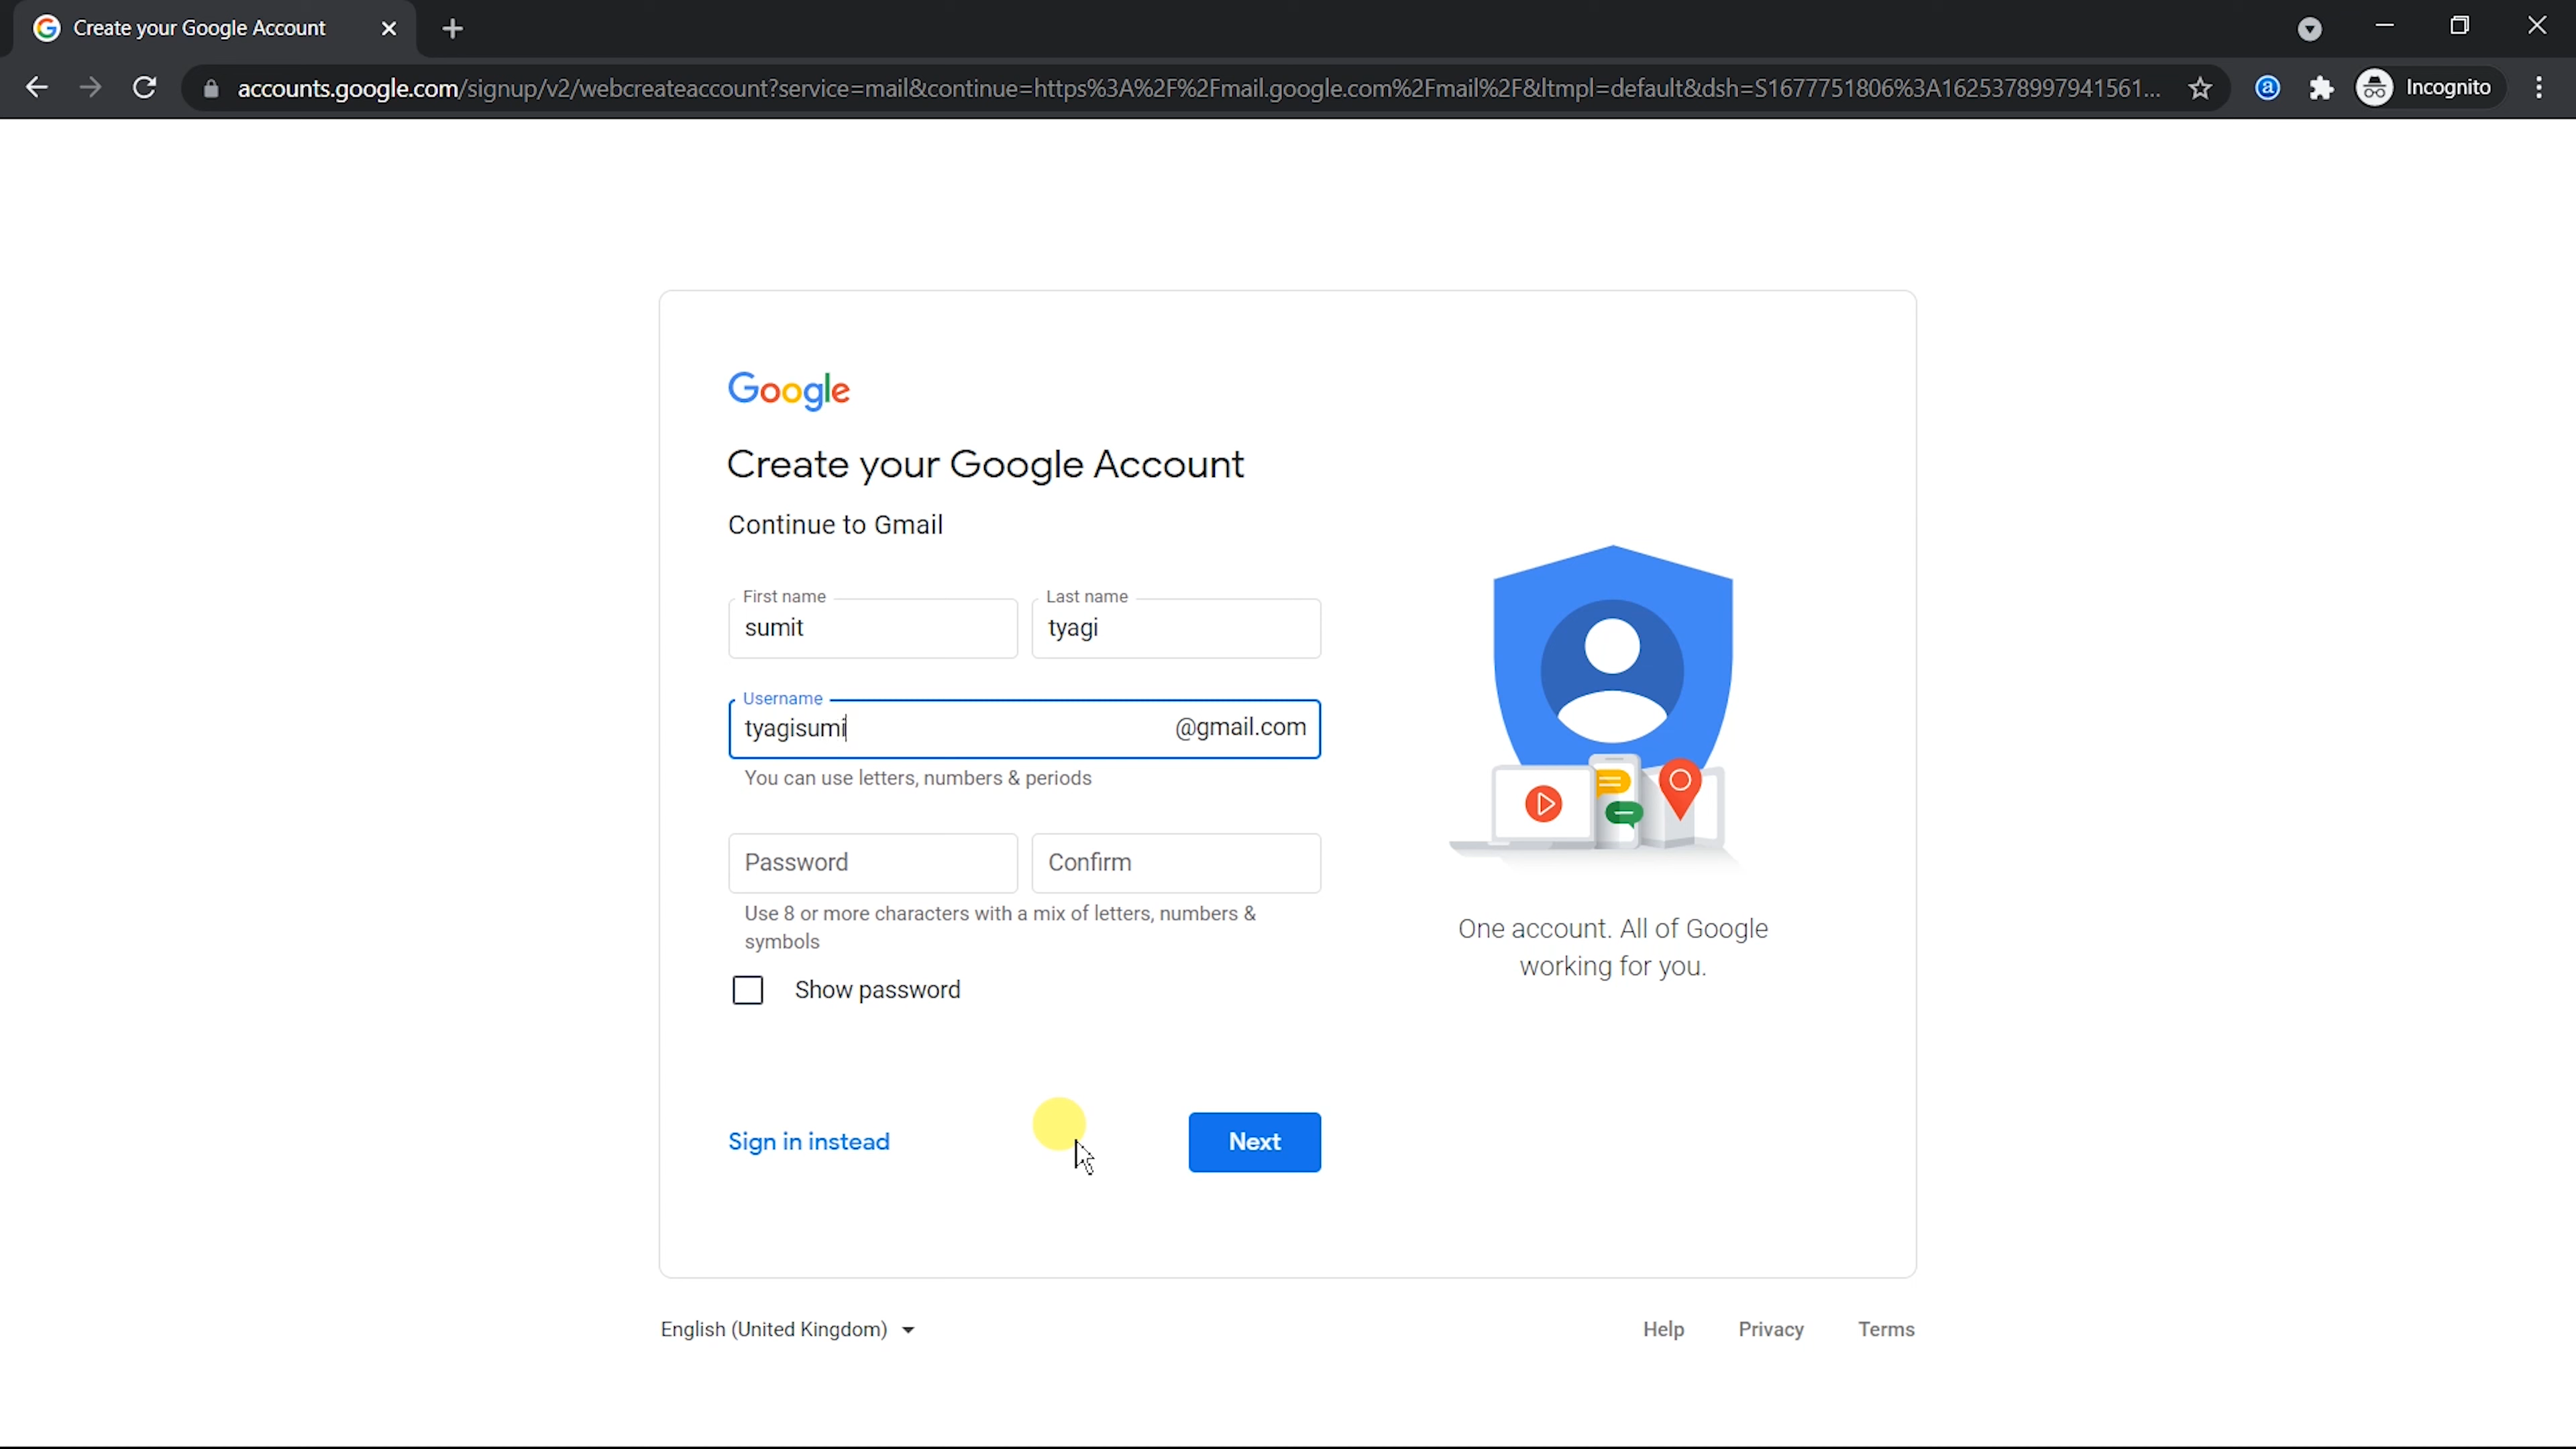 Create your Google Account
accounts.google.com/signup/v2/webcreateaccount?service=mail&continue=https%3A%2F%2Fmail.google.com%2Fmail%2F&ltmpl=default&dsh=S1677751806%3A1625378997941561...
Incognito
Google
Create your Google Account
Continue to Gmail
First name
Last name
sumit
tyagi
Username
tyagisumi
@gmail.com
You can use letters, numbers & periods
Password
Confirm
Use 8 or more characters with a mix of letters, numbers &
symbols
Show password
One account. All of Google
working for you.
Sign in instead
Next
English (United Kingdom)
Help
Privacy
Terms